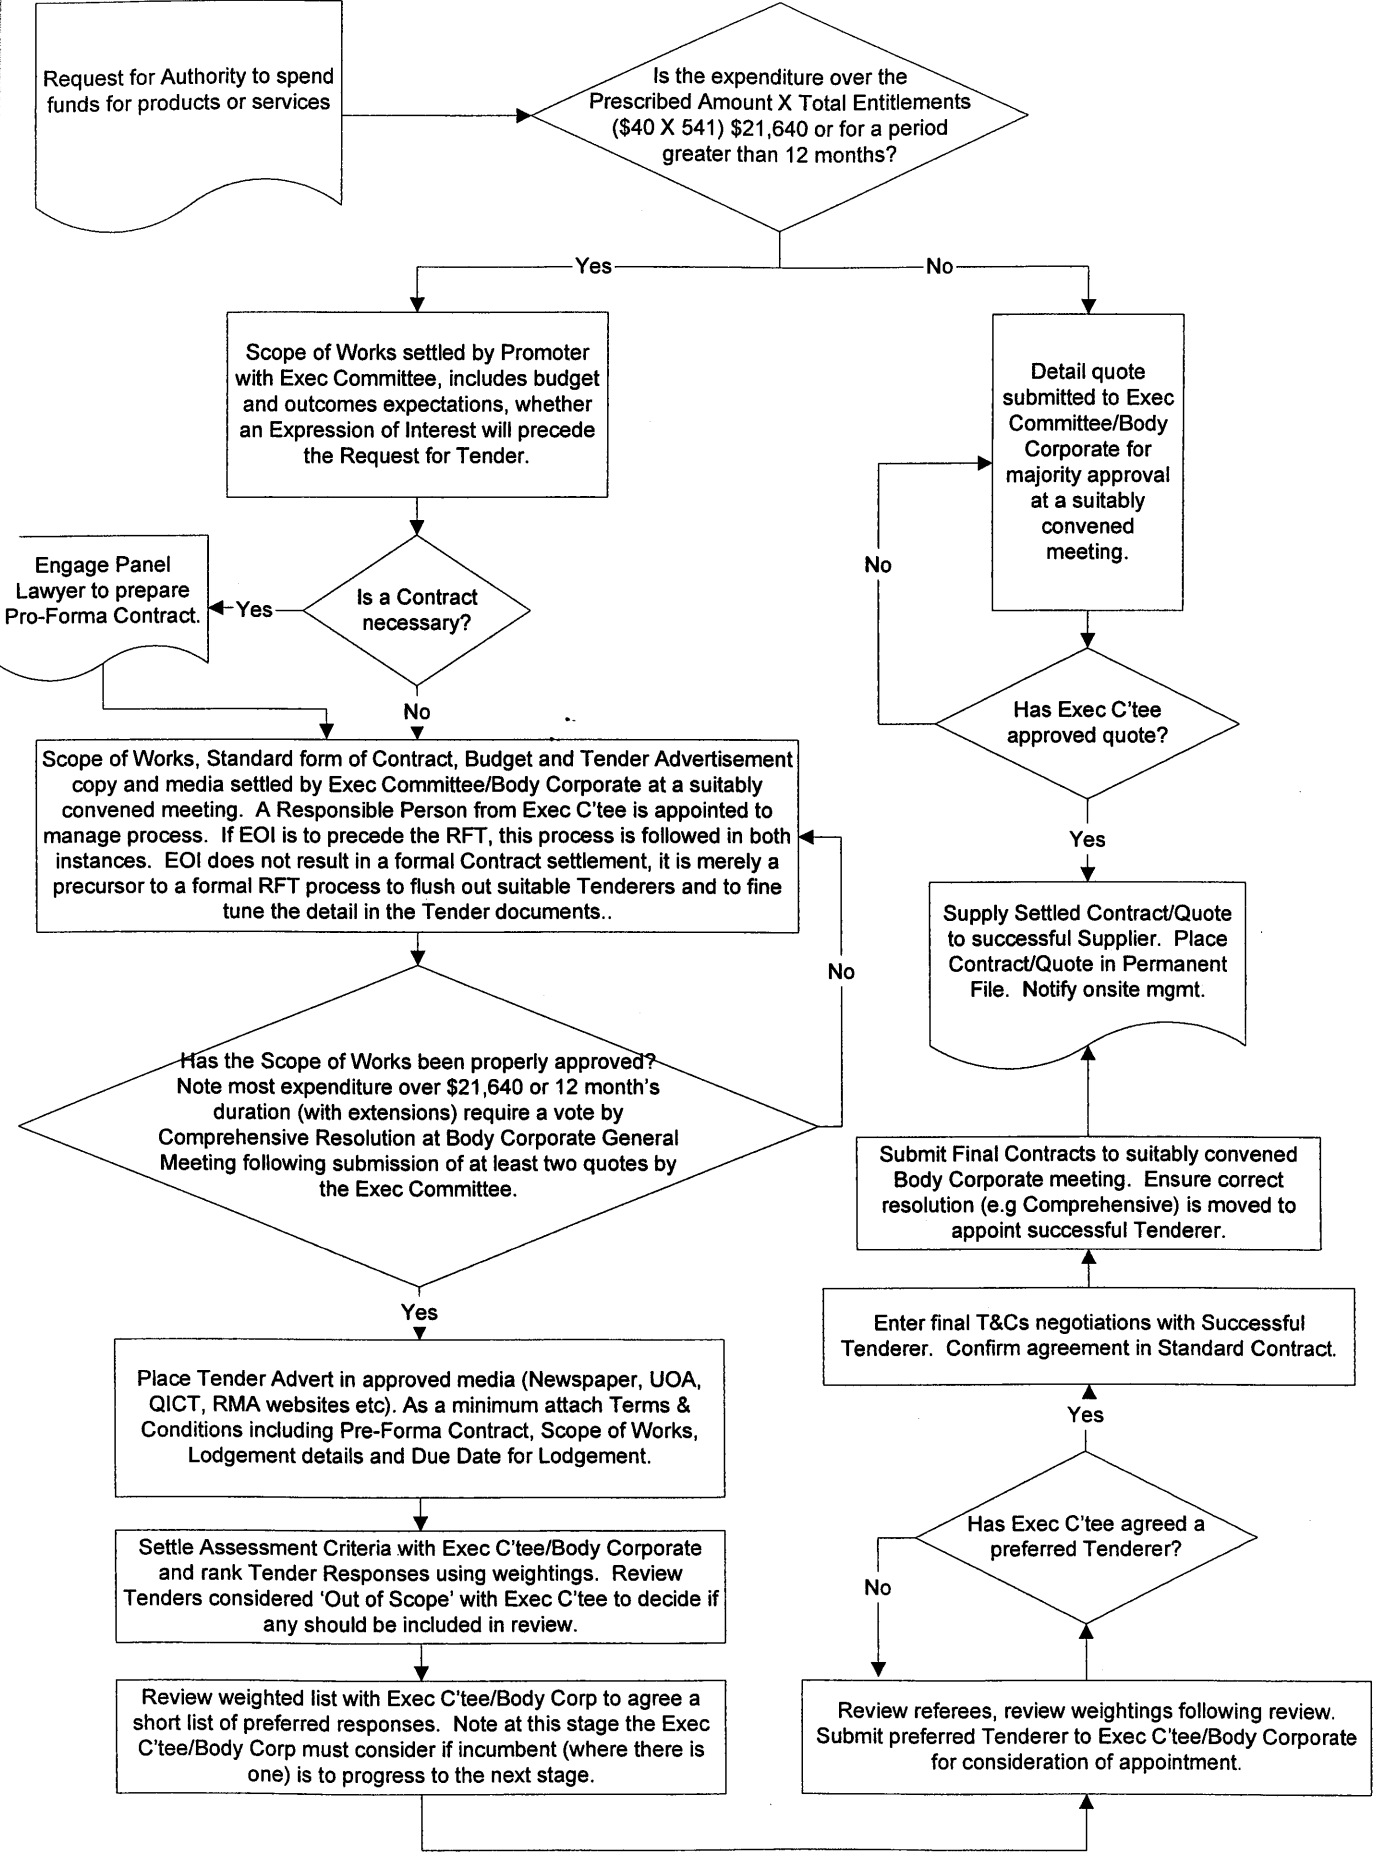 Request for Authority to spend
funds for products or services
Is the expenditure over the
Prescribed Amount X Total Entitlements
($40 X 541) $21,640 or for a period
greater than 12 months?
Yes
No
Scope of Works settled by Promoter
with Exec Committee, includes budget
and outcomes expectations, whether
an Expression of Interest will precede
the Request for Tender.
Detail quote
submitted to Exec
Committee/Body
Corporate for
majority approval
at a suitably
convened
meeting.
Engage Panel
Lawyer to prepare
Pro-Forma Contract.
Yes
Is a Contract
necessary?
No
No
Has Exec C'tee
approved quote?
Yes
Scope of Works, Standard form of Contract, Budget and Tender Advertisement
copy and media settled by Exec Committee/Body Corporate at a suitably
convened meeting.  A Responsible Person from Exec C'tee is appointed to
manage process.  If EOI is to precede the RFT, this process is followed in both
instances.  EOI does not result in a formal Contract settlement, it is merely a
precursor to a formal RFT process to flush out suitable Tenderers and to fine
tune the detail in the Tender documents..
No
Supply Settled Contract/Quote
to successful Supplier.  Place
Contract/Quote in Permanent
File.  Notify onsite mgmt.
Has the Scope of Works been properly approved?
Note most expenditure over $21,640 or 12 month's
duration (with extensions) require a vote by
Comprehensive Resolution at Body Corporate General
Meeting following submission of at least two quotes by
the Exec Committee.
Yes
Submit Final Contracts to suitably convened
Body Corporate meeting.  Ensure correct
resolution (e.g Comprehensive) is moved to
appoint successful Tenderer.
Enter final T&Cs negotiations with Successful
Tenderer.  Confirm agreement in Standard Contract.
Yes
Place Tender Advert in approved media (Newspaper, UOA,
QICT, RMA websites etc). As a minimum attach Terms &
Conditions including Pre-Forma Contract, Scope of Works,
Lodgement details and Due Date for Lodgement.
Has Exec C'tee agreed a
preferred Tenderer?
No
Settle Assessment Criteria with Exec C'tee/Body Corporate
and rank Tender Responses using weightings.  Review
Tenders considered 'Out of Scope' with Exec C'tee to decide if
any should be included in review.
Review weighted list with Exec C'tee/Body Corp to agree a
short list of preferred responses.  Note at this stage the Exec
C'tee/Body Corp must consider if incumbent (where there is
one) is to progress to the next stage.
Review referees, review weightings following review.
Submit preferred Tenderer to Exec C'tee/Body Corporate
for consideration of appointment.